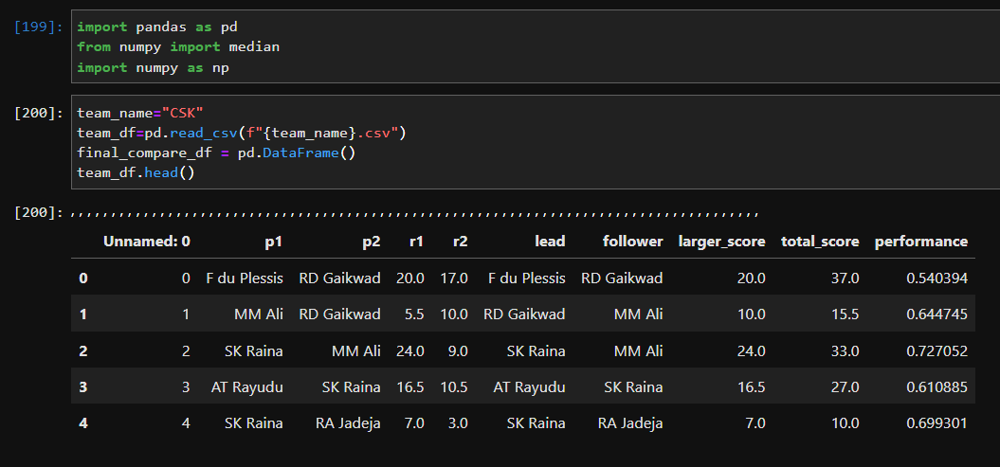 [199]: import pandas as pd
from numpy import median
import numpy as np
[200]: team_name="CSK"
team_df=pd.read_csv(f"{team_name}.csv")
final_compare_df = pd.DataFrame()
team_df.head()
[200]: ,,,,,,,,,,,,,,,,,,,,,,,,,,,,,,,,,,,,,,,,,,,,,,,,,,,,,,,,,,,,,,,,,,,,,,,,,,,,,,,,,,,,,
Unnamed: 0 p1 p2 r1 r2 lead follower larger_score total_score performance
0 0 F du Plessis RD Gaikwad 20.0 17.0 F du Plessis RD Gaikwad 20.0 37.0 0.540394
1 1 MM Ali RD Gaikwad 5.5 10.0 RD Gaikwad MM Ali 10.0 15.5 0.644745
2 2 SK Raina MM Ali 24.0 9.0 SK Raina MM Ali 24.0 33.0 0.727052
3 3 AT Rayudu SK Raina 16.5 10.5 AT Rayudu SK Raina 16.5 27.0 0.610885
4 4 SK Raina RA Jadeja 7.0 3.0 SK Raina RA Jadeja 7.0 10.0 0.699301